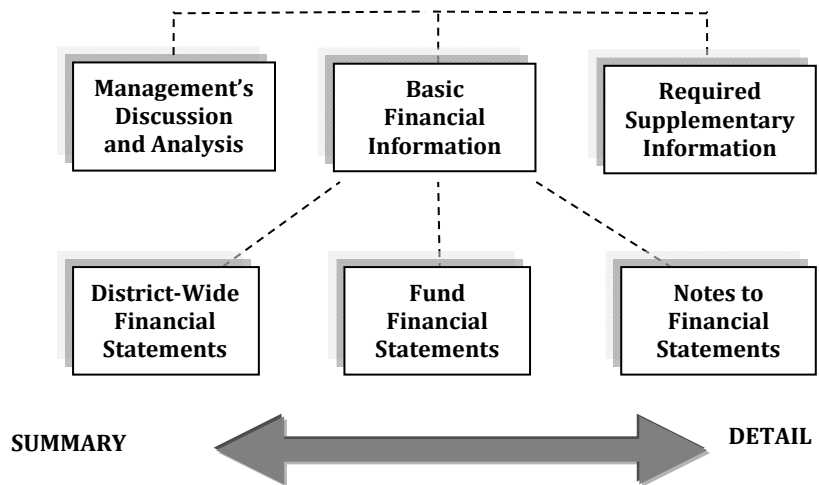 Management’s
Discussion
and Analysis
Basic
Financial
Information
Required
Supplementary
Information
District-Wide
Financial
Statements
Fund
Financial
Statements
Notes to
Financial
Statements
SUMMARY
DETAIL